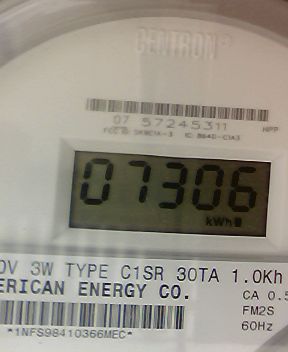 CENTRON®
07 57245311 HPP
07306
kWh
0V 3W TYPE C1SR 30TA 1.0Kh
ERICAN ENERGY CO.
CA 0.5
FM2S
60Hz
*1NFS98410366MEC*